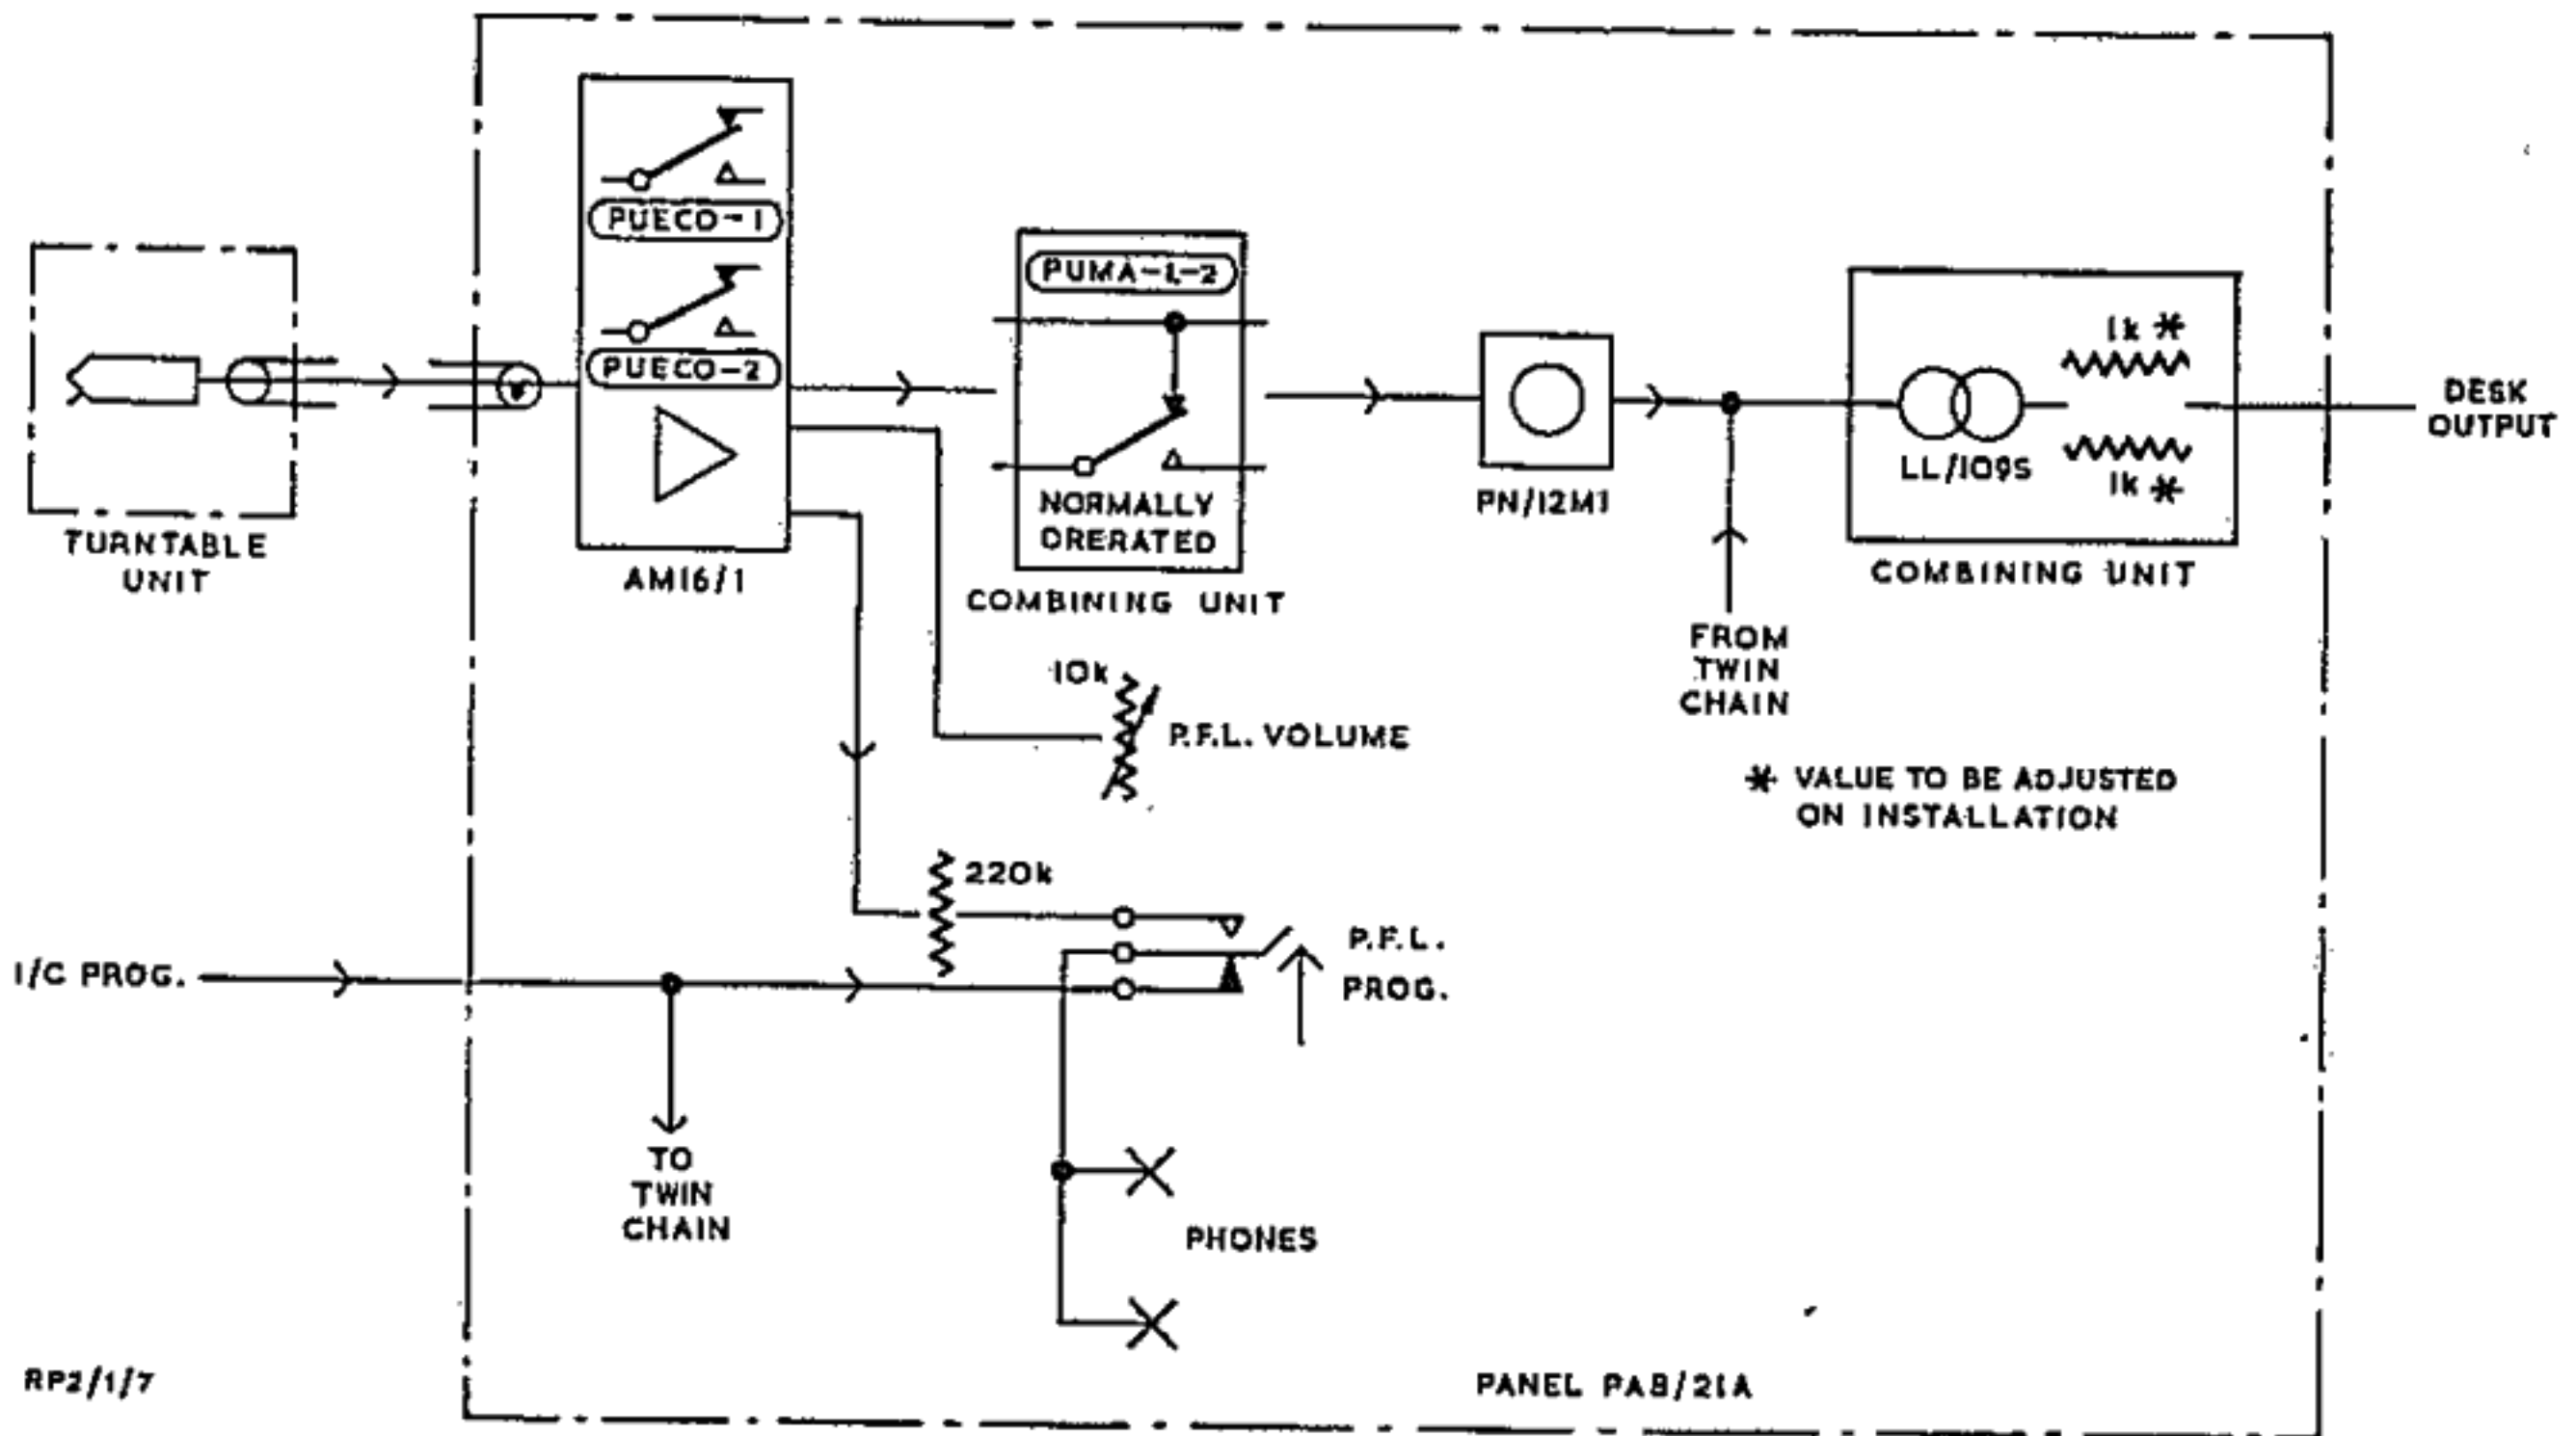 PUECO-1
PUECO-2
AM16/1
TURNTABLE
UNIT
PUMA-1-2
NORMALLY
ORERATED
COMBINING UNIT
PN/12M1
FROM
TWIN
CHAIN
1k *
LL/109S
1k *
COMBINING UNIT
DESK
OUTPUT
10k
P.F.L. VOLUME
* VALUE TO BE ADJUSTED
ON INSTALLATION
220k
P.F.L.
PROG.
I/C PROG.
TO
TWIN
CHAIN
PHONES
RP2/1/7
PANEL PA8/21A